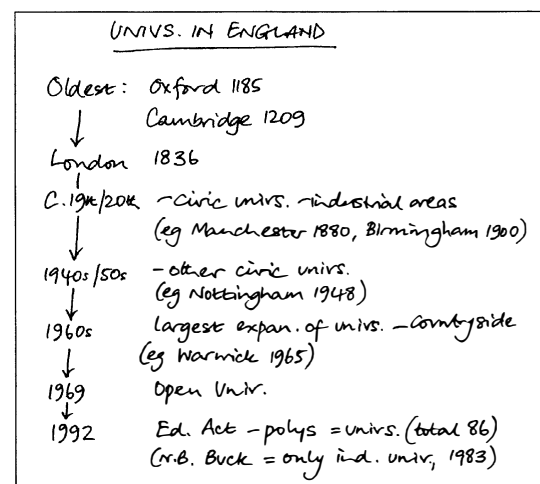 UNIVS. IN ENGLAND
Oldest: Oxford 1185
Cambridge 1209
London 1836
C.19th/20th -civic univs. -industrial areas
(eg Manchester 1880, Birmingham 1900)
1940s/50s -other civic univs.
(eg Nottingham 1948)
1960s largest expan. of univs. -countryside
(eg Warwick 1965)
1969 Open Univ.
1992 Ed. Act - polys = univs. (total 86)
(N.B. Buck = only ind. univ., 1983)